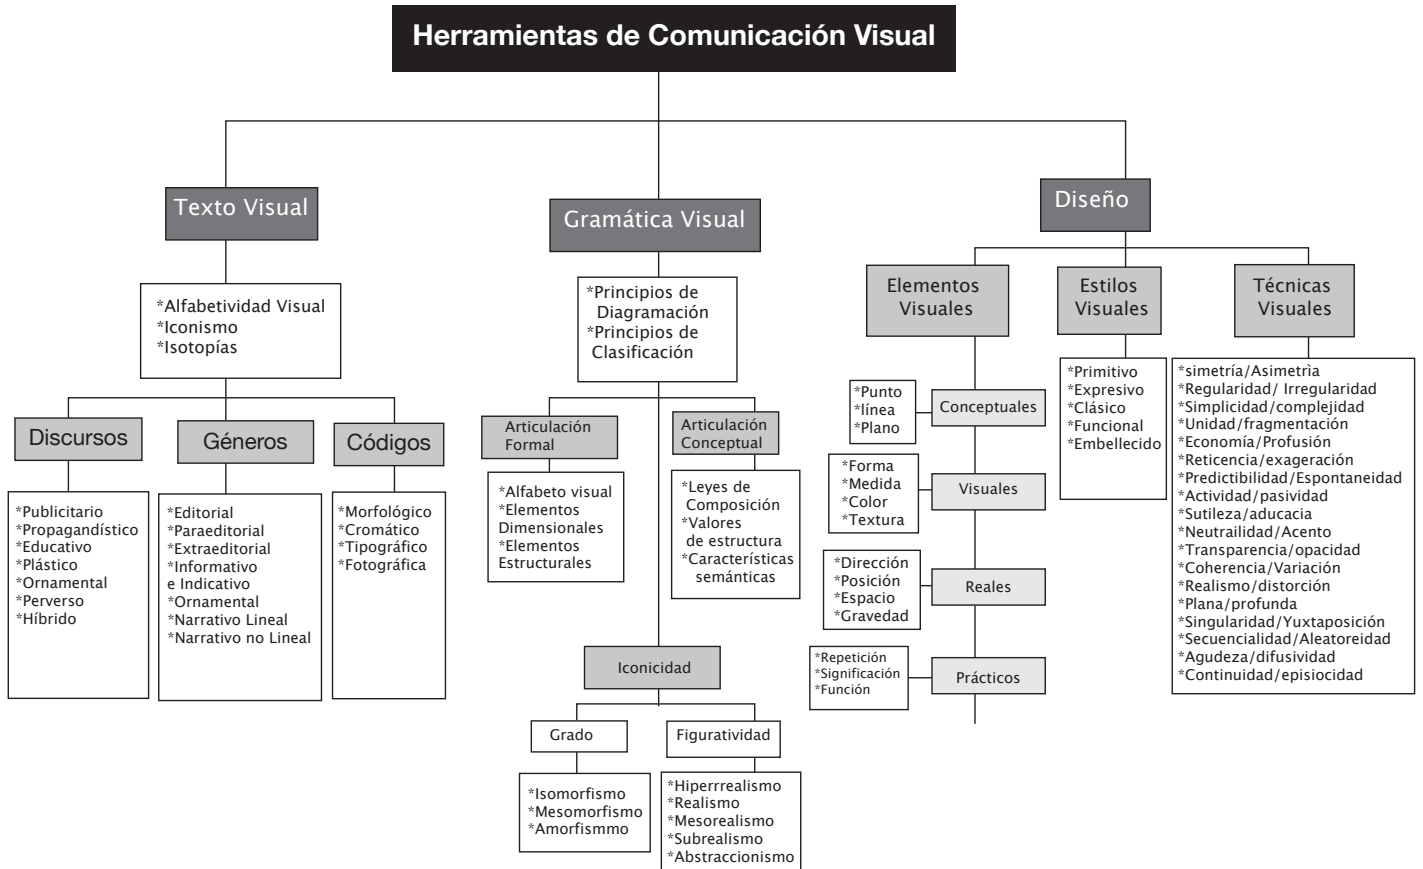 Herramientas de Comunicación Visual
Texto Visual
*Alfabetividad Visual
*Iconismo
*Isotopías
Discursos
*Publicitario
*Propagandístico
*Educativo
*Plástico
*Ornamental
*Perverso
*Híbrido
Géneros
*Editorial
*Paraeditorial
*Extraeditorial
*Informativo
e Indicativo
*Ornamental
*Narrativo Lineal
*Narrativo no Lineal
Códigos
*Morfológico
*Cromático
*Tipográfico
*Fotográfica
Gramática Visual
*Principios de
Diagramación
*Principios de
Clasificación
Articulación
Formal
*Alfabeto visual
*Elementos
Dimensionales
*Elementos
Estructurales
Articulación
Conceptual
*Leyes de
Composición
*Valores
de estructura
*Características
semánticas
Iconicidad
Grado
*Isomorfismo
*Mesomorfismo
*Amorfismmo
Figuratividad
*Hiperrrealismo
*Realismo
*Mesorealismo
*Subrealismo
*Abstraccionismo
Diseño
Elementos
Visuales
*Punto
*línea
*Plano
Conceptuales
*Forma
*Medida
*Color
*Textura
Visuales
*Dirección
*Posición
*Espacio
*Gravedad
Reales
*Repetición
*Significación
*Función
Prácticos
Estilos
Visuales
*Primitivo
*Expresivo
*Clásico
*Funcional
*Embellecido
Técnicas
Visuales
*simetría/Asimetrìa
*Regularidad/ Irregularidad
*Simplicidad/complejidad
*Unidad/fragmentación
*Economía/Profusión
*Reticencia/exageración
*Predictibilidad/Espontaneidad
*Actividad/pasividad
*Sutileza/aducacia
*Neutrailidad/Acento
*Transparencia/opacidad
*Coherencia/Variación
*Realismo/distorción
*Plana/profunda
*Singularidad/Yuxtaposición
*Secuencialidad/Aleatoreidad
*Agudeza/difusividad
*Continuidad/episiocidad